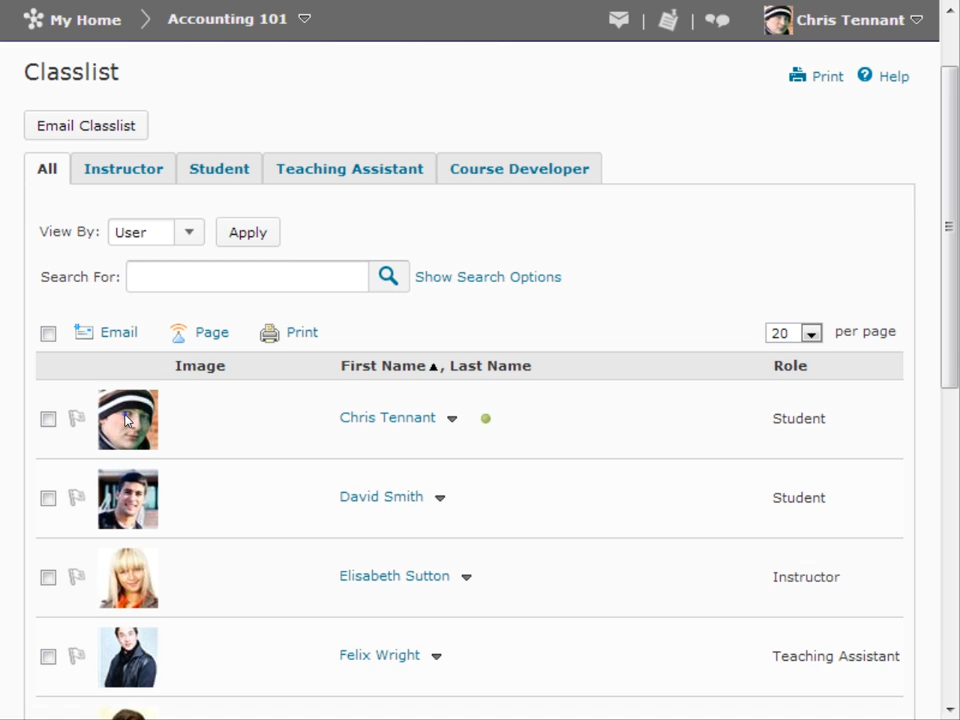 My Home Accounting 101 Chris Tennant
Classlist
Print Help
Email Classlist
All Instructor Student Teaching Assistant Course Developer
View By: User Apply
Search For: Show Search Options
Email Page Print 20 per page
Image First Name, Last Name Role
Chris Tennant Student
David Smith Student
Elisabeth Sutton Instructor
Felix Wright Teaching Assistant